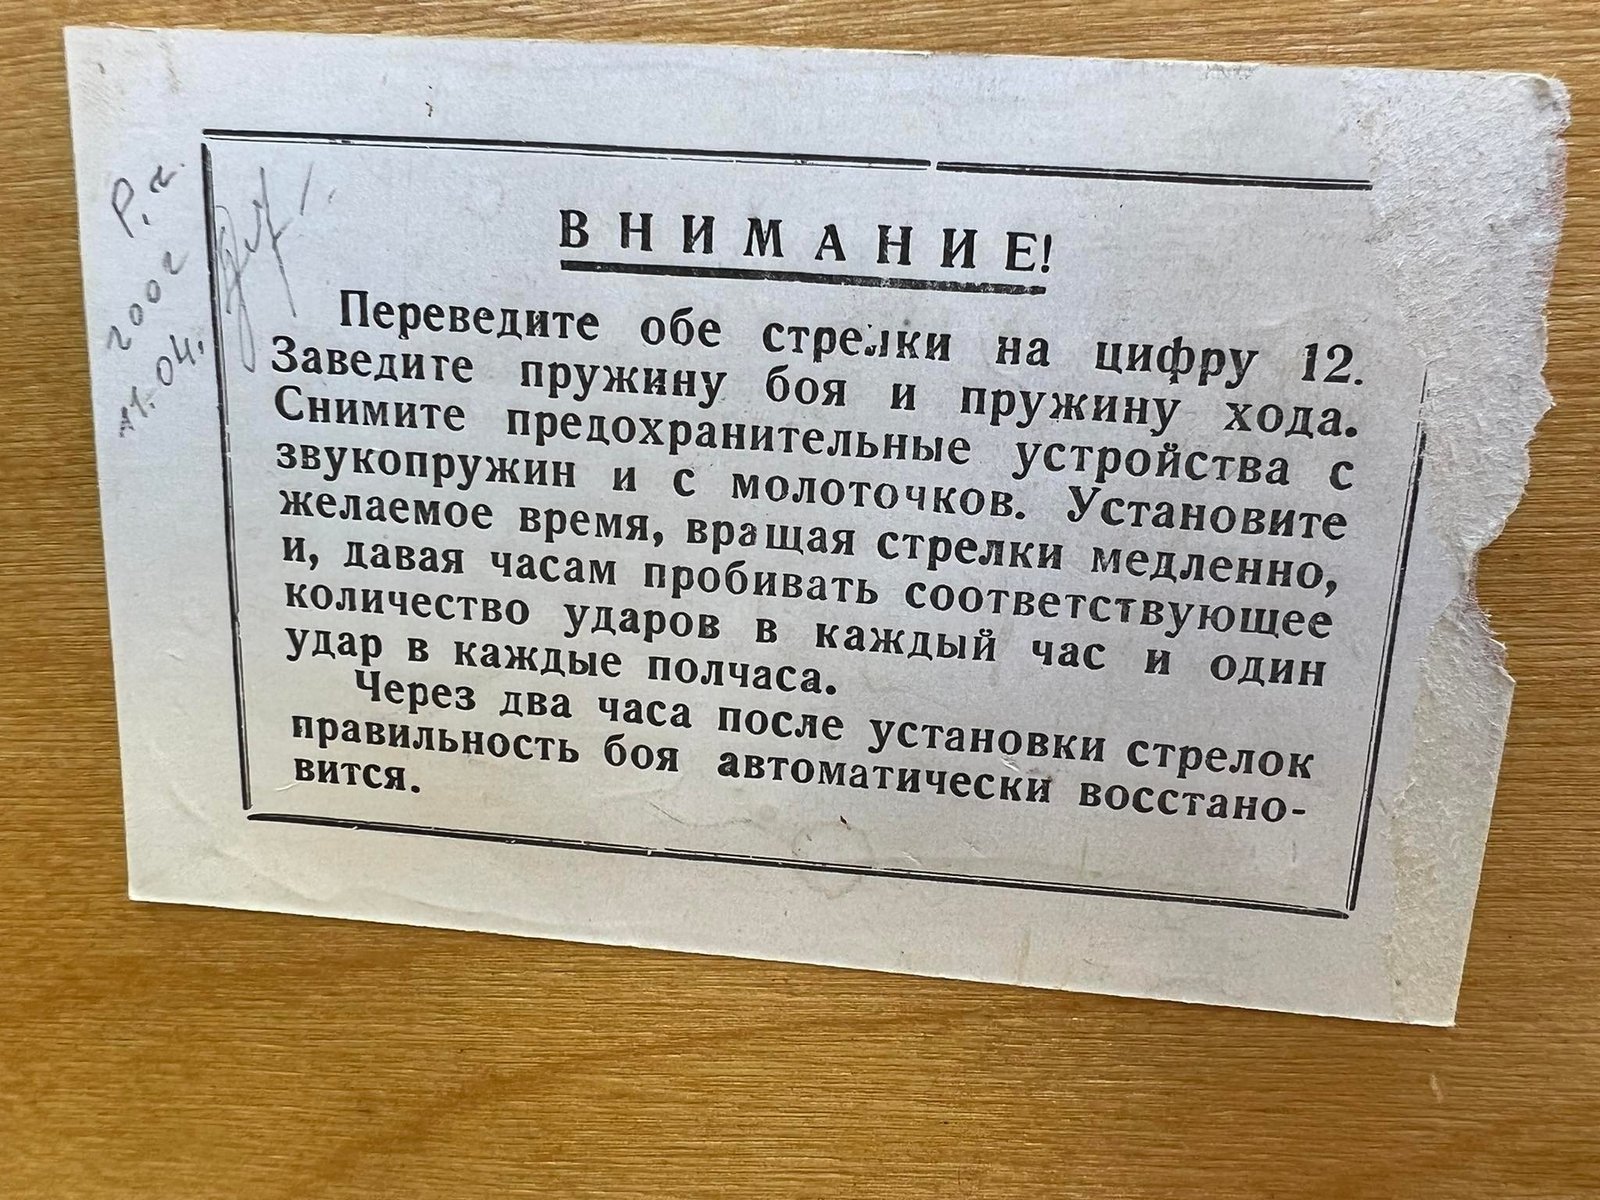 ВНИМАНИЕ!
Переведите обе стрелки на цифру 12.
Заведите пружину боя и пружину хода.
Снимите предохранительные устройства с
звукопружин и с молоточков. Установите
желаемое время, вращая стрелки медленно,
и, давая часам пробивать соответствующее
количество ударов в каждый час и один
удар в каждые полчаса.
Через два часа после установки стрелок
правильность боя автоматически восстано-
вится.